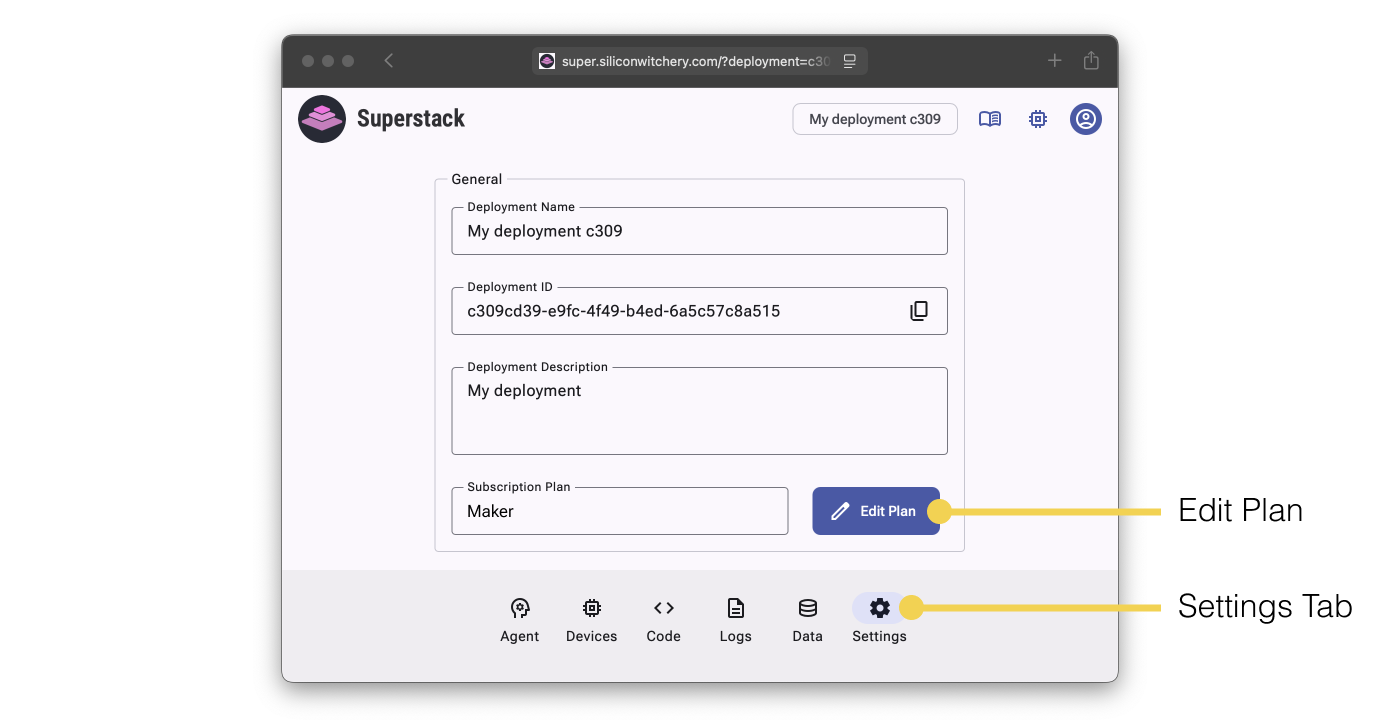 super.siliconwitchery.com/?deployment=c30
Superstack
My deployment c309
General
Deployment Name
My deployment c309
Deployment ID
c309cd39-e9fc-4f49-b4ed-6a5c57c8a515
Deployment Description
My deployment
Subscription Plan
Maker
Edit Plan
Edit Plan
Agent
Devices
Code
Logs
Data
Settings
Settings Tab